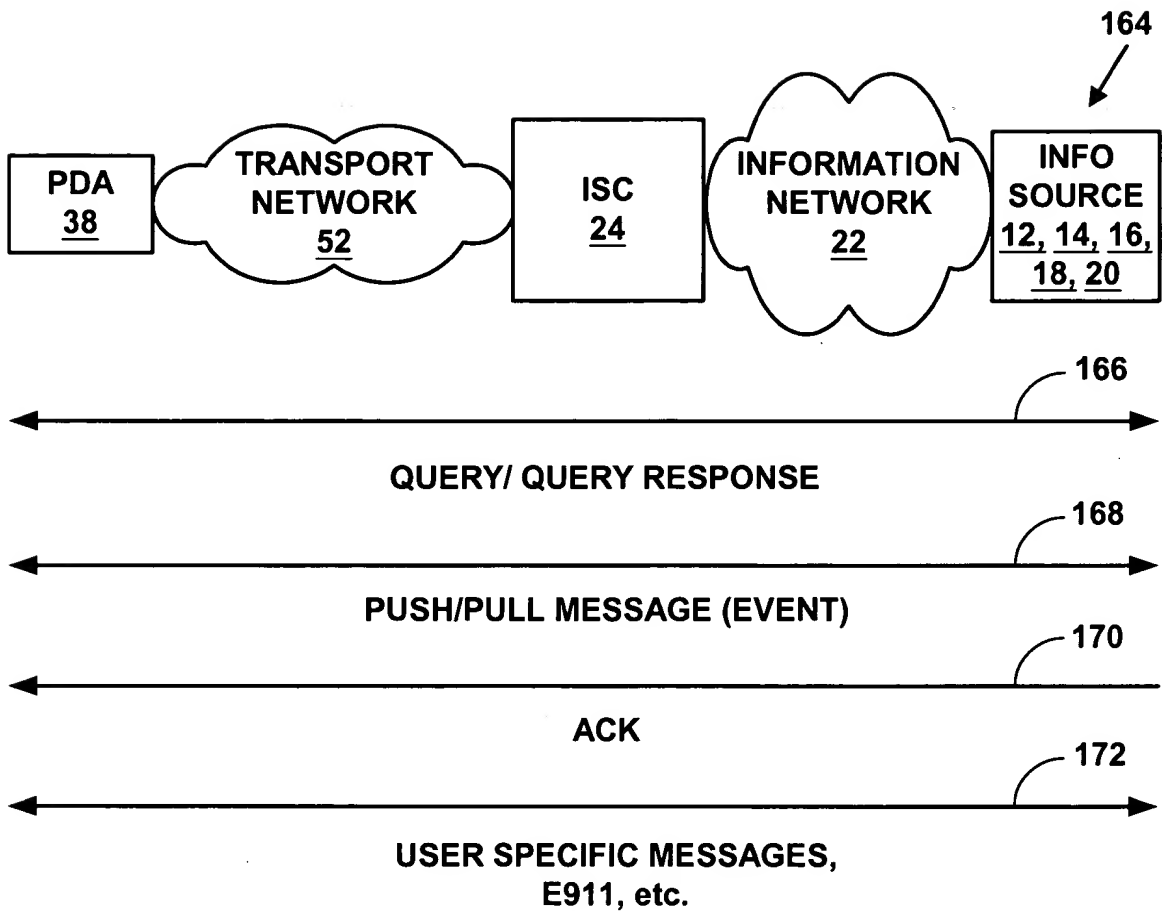 164
PDA
38
TRANSPORT
NETWORK
52
ISC
24
INFORMATION
NETWORK
22
INFO
SOURCE
12, 14, 16,
18, 20
166
QUERY/ QUERY RESPONSE
168
PUSH/PULL MESSAGE (EVENT)
170
ACK
172
USER SPECIFIC MESSAGES,
E911, etc.